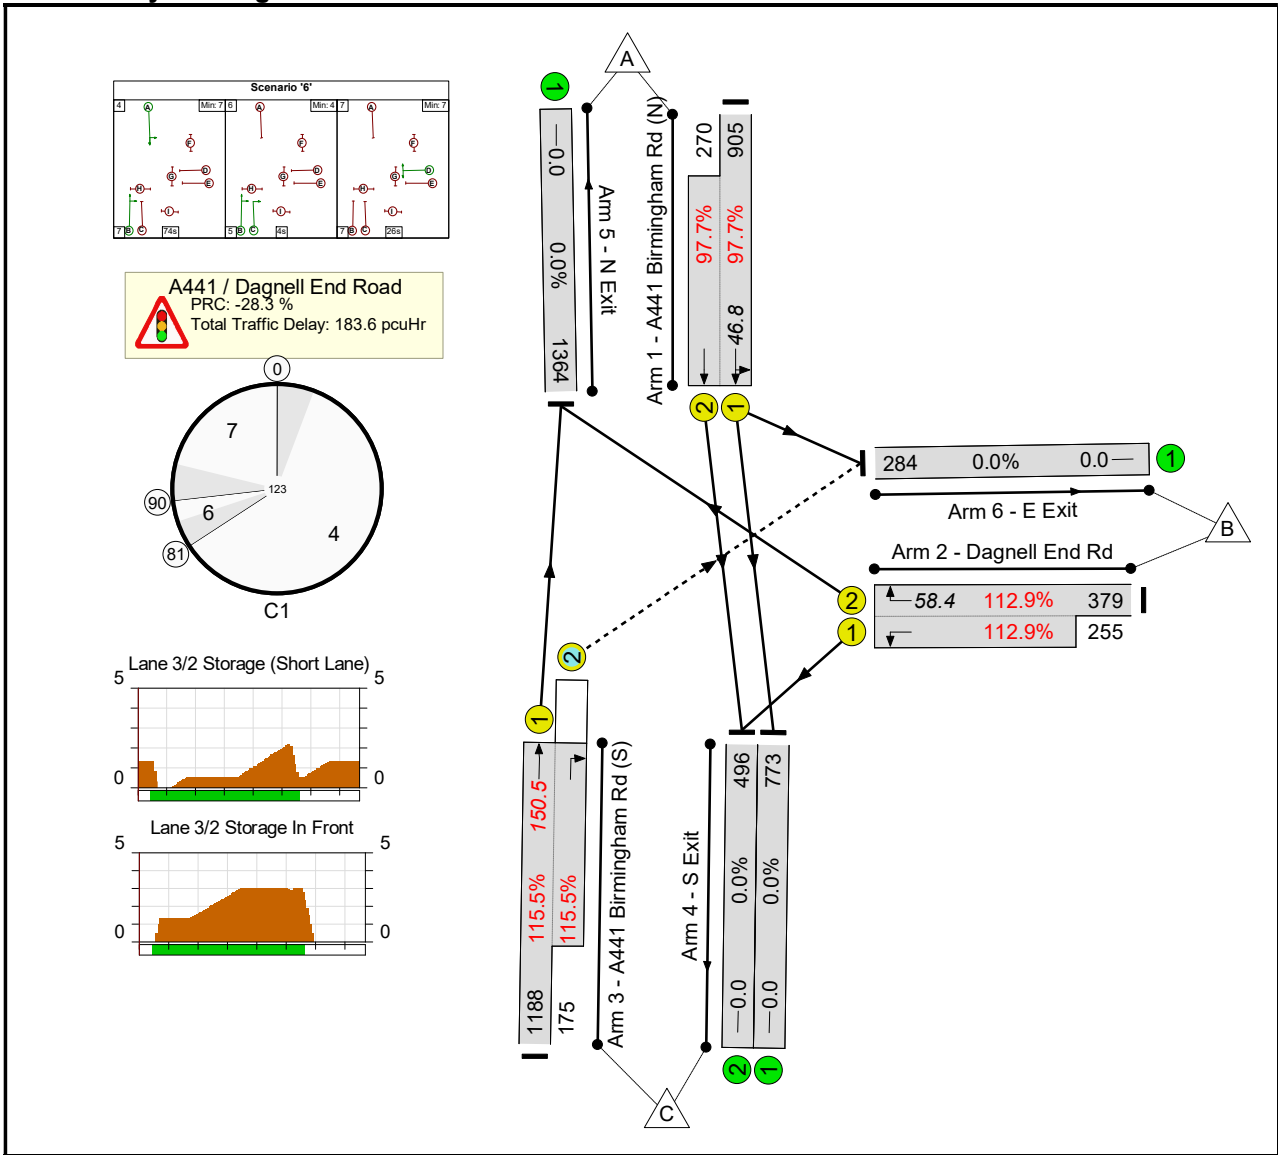 Scenario '6'
4
A
Min: 7
6
A
Min: 4
7
A
Min: 7
F
F
F
G
D
E
G
D
E
G
D
E
H
I
H
I
H
I
7
B
C
74s
5
B
C
4s
7
B
C
26s
A441 / Dagnell End Road
PRC: -28.3 %
Total Traffic Delay: 183.6 pcuHr
0
7
123
90
6
81
4
C1
Lane 3/2 Storage (Short Lane)
5
5
0
0
Lane 3/2 Storage In Front
5
5
0
0
A
1
0.0
0.0%
1364
Arm 5 - N Exit
Arm 1 - A441 Birmingham Rd (N)
270
905
97.7%
97.7%
46.8
2
1
284
0.0%
0.0
1
Arm 6 - E Exit
B
Arm 2 - Dagnell End Rd
2
58.4
112.9%
379
1
112.9%
255
2
1
150.5
115.5%
115.5%
1188
175
Arm 3 - A441 Birmingham Rd (S)
Arm 4 - S Exit
496
773
0.0%
0.0%
0.0
0.0
2
1
C